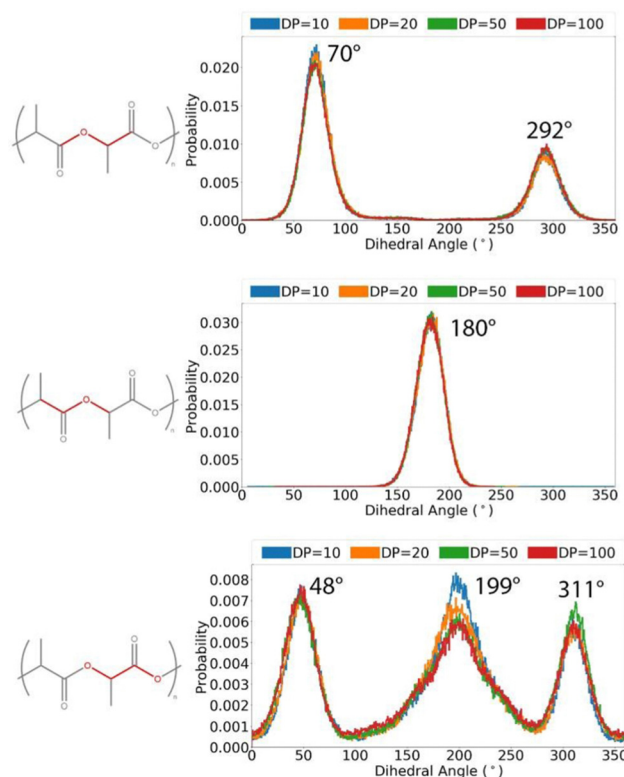 DP=10 DP=20 DP=50 DP=100
70°
292°
Probability
0.020
0.015
0.010
0.005
0.000
0 50 100 150 200 250 300 350
Dihedral Angle (°)
O
O
O
O
n
DP=10 DP=20 DP=50 DP=100
180°
Probability
0.030
0.025
0.020
0.015
0.010
0.005
0.000
0 50 100 150 200 250 300 350
Dihedral Angle (°)
O
O
O
O
n
DP=10 DP=20 DP=50 DP=100
48°
199°
311°
Probability
0.008
0.007
0.006
0.005
0.004
0.003
0.002
0.001
0.000
0 50 100 150 200 250 300 350
Dihedral Angle (°)
O
O
O
O
n